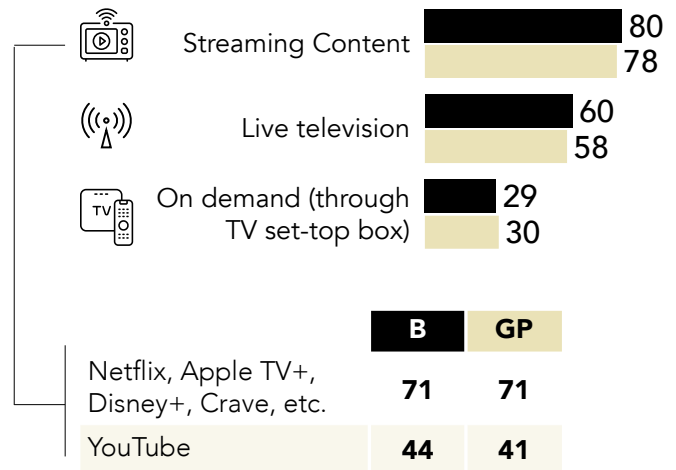 Streaming Content
80
78
Live television
60
58
TV
On demand (through
TV set-top box)
29
30
B GP
Netflix, Apple TV+,
Disney+, Crave, etc.
71 71
YouTube 44 41